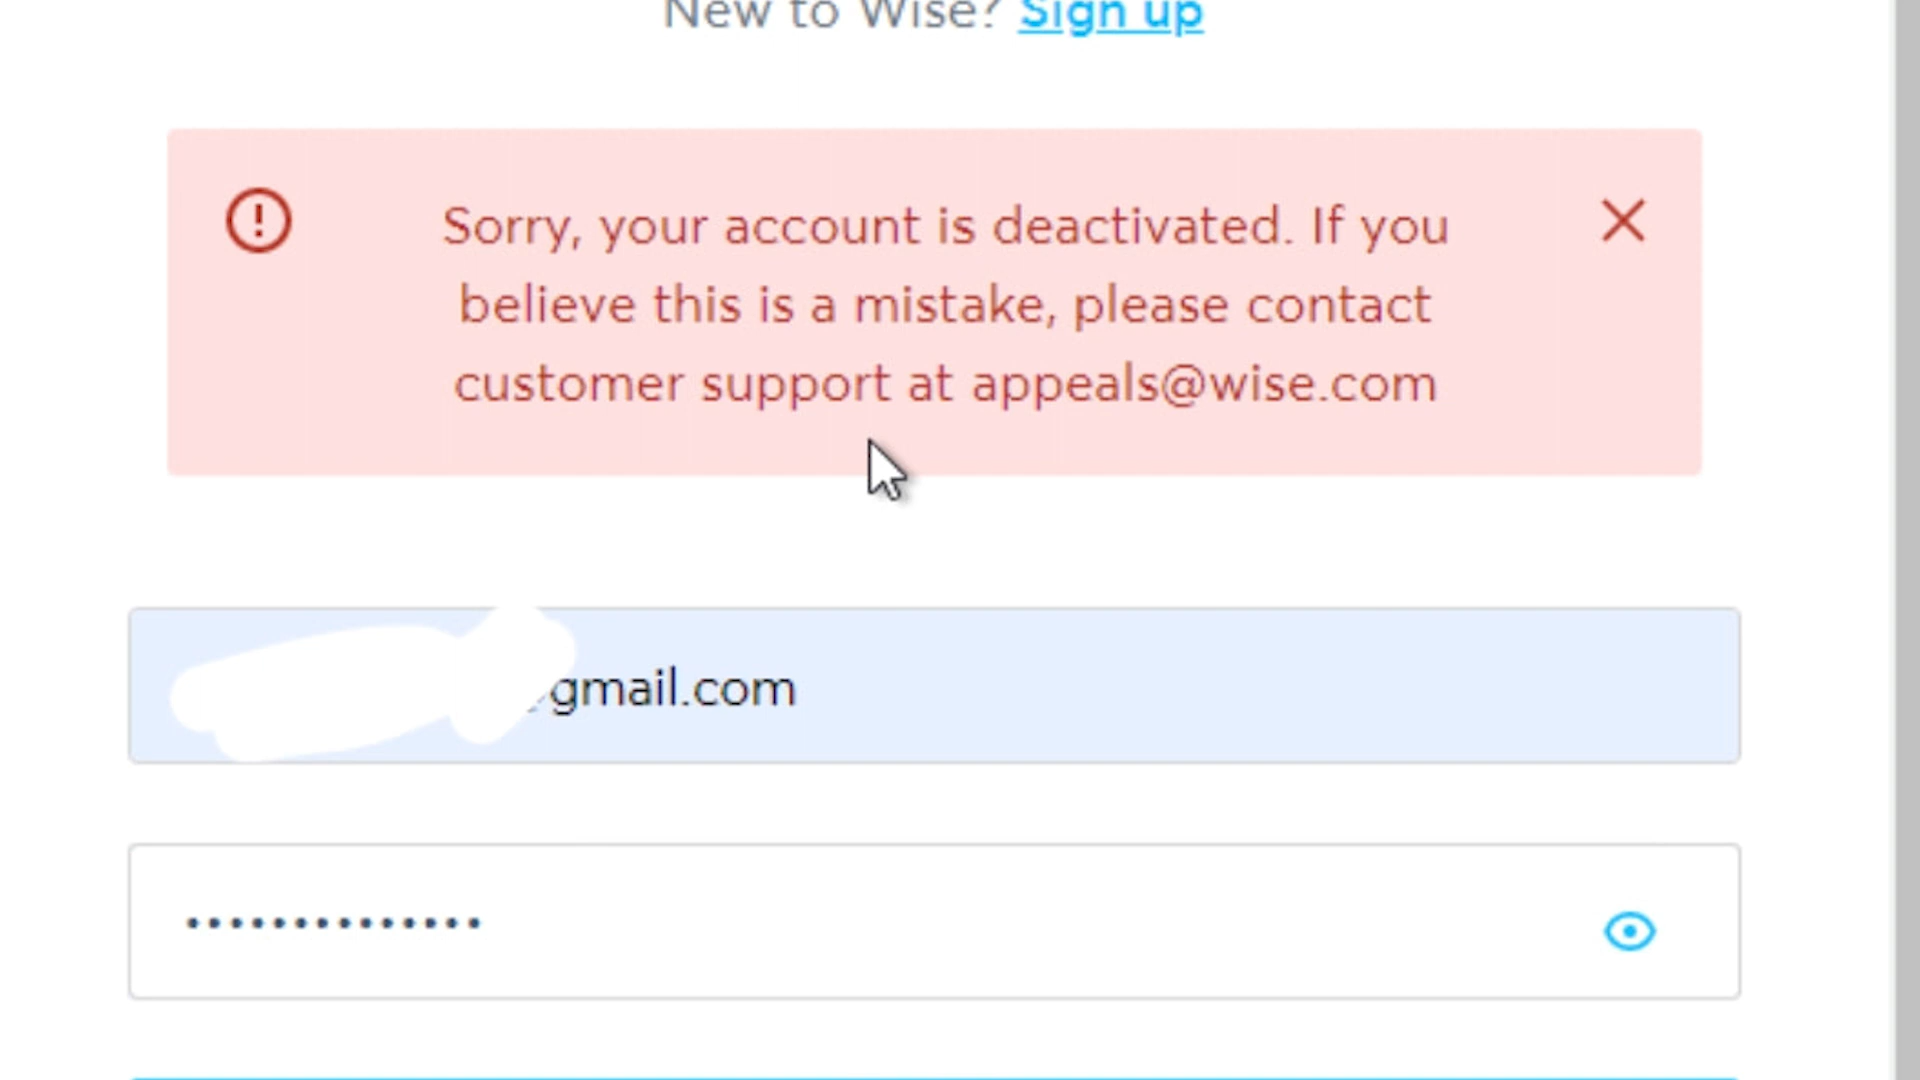 New to Wise? Sign up
Sorry, your account is deactivated. If you
believe this is a mistake, please contact
customer support at appeals@wise.com
gmail.com